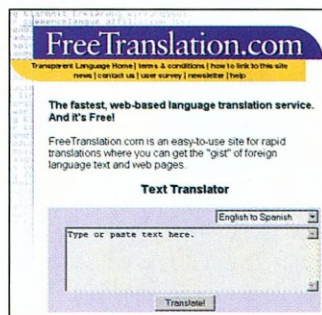 FreeTranslation.com
Transparent Language Home | terms & conditions | how to link to this site
news | contact us | user survey | newsletter | help
The fastest, web-based language translation service.
And it's Free!
FreeTranslation.com is an easy-to-use site for rapid
translations where you can get the "gist" of foreign
language text and web pages.
Text Translator
English to Spanish
Type or paste text here.
Translate!